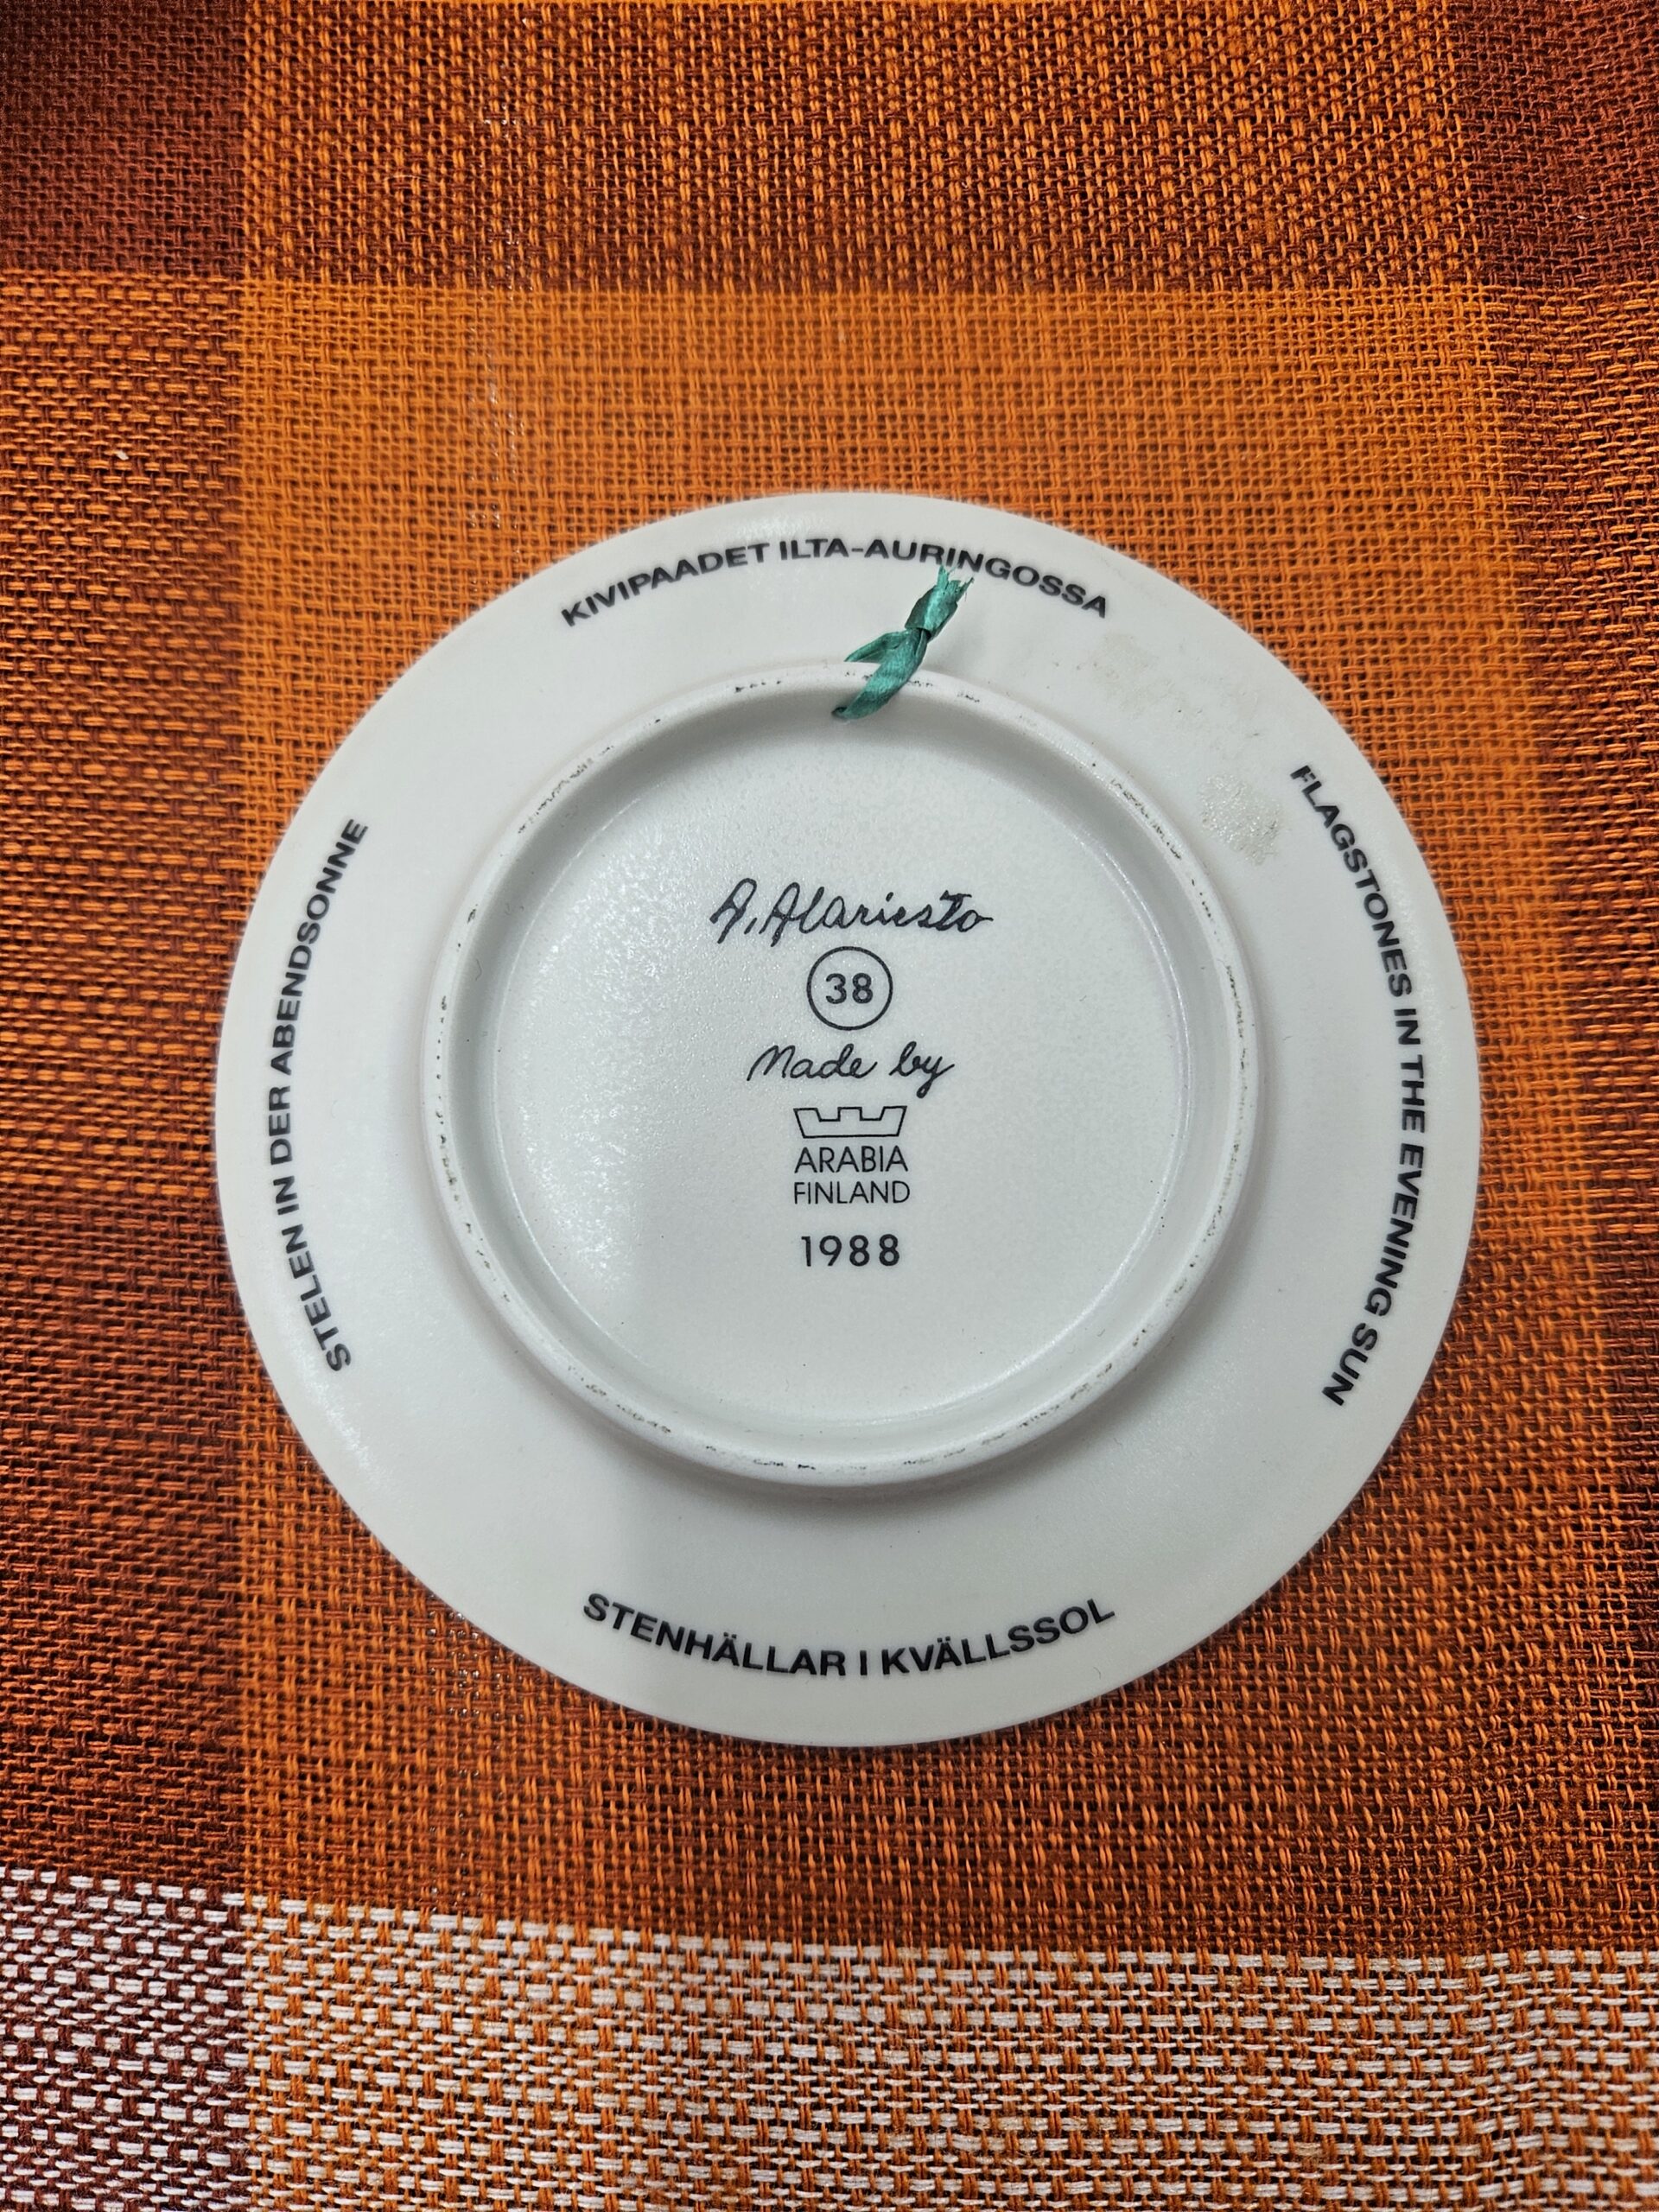 KIVIPAADET ILTA-AURINGOSSA
FLAGSTONES IN THE EVENING SUN
STENHÄLLAR I KVÄLLSSOL
STELEN IN DER ABENDSONNE
A. Alariesto
38
Made by
ARABIA
FINLAND
1988